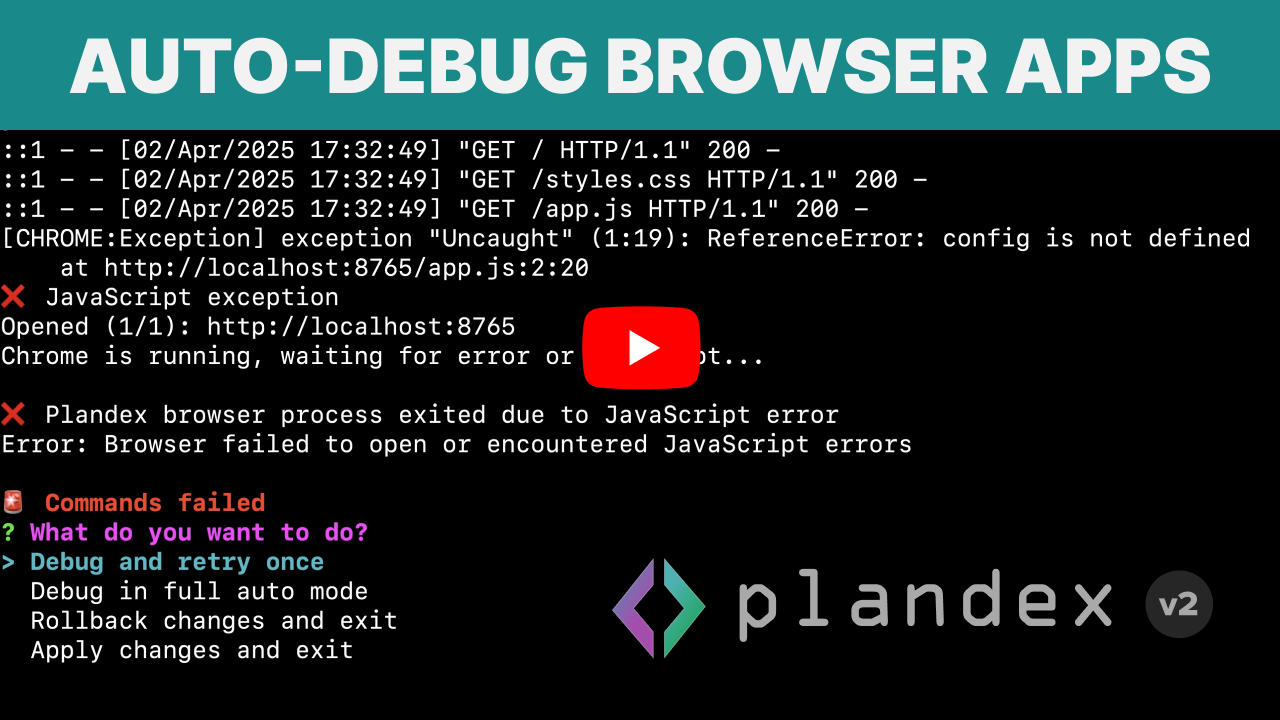 AUTO-DEBUG BROWSER APPS
::1 - - [02/Apr/2025 17:32:49] "GET / HTTP/1.1" 200 -
::1 - - [02/Apr/2025 17:32:49] "GET /styles.css HTTP/1.1" 200 -
::1 - - [02/Apr/2025 17:32:49] "GET /app.js HTTP/1.1" 200 -
[CHROME:Exception] exception "Uncaught" (1:19): ReferenceError: config is not defined
    at http://localhost:8765/app.js:2:20
❌ JavaScript exception
Opened (1/1): http://localhost:8765
Chrome is running, waiting for error or pt...
❌ Plandex browser process exited due to JavaScript error
Error: Browser failed to open or encountered JavaScript errors
🚨 Commands failed
? What do you want to do?
> Debug and retry once
  Debug in full auto mode
  Rollback changes and exit
  Apply changes and exit
plandex v2